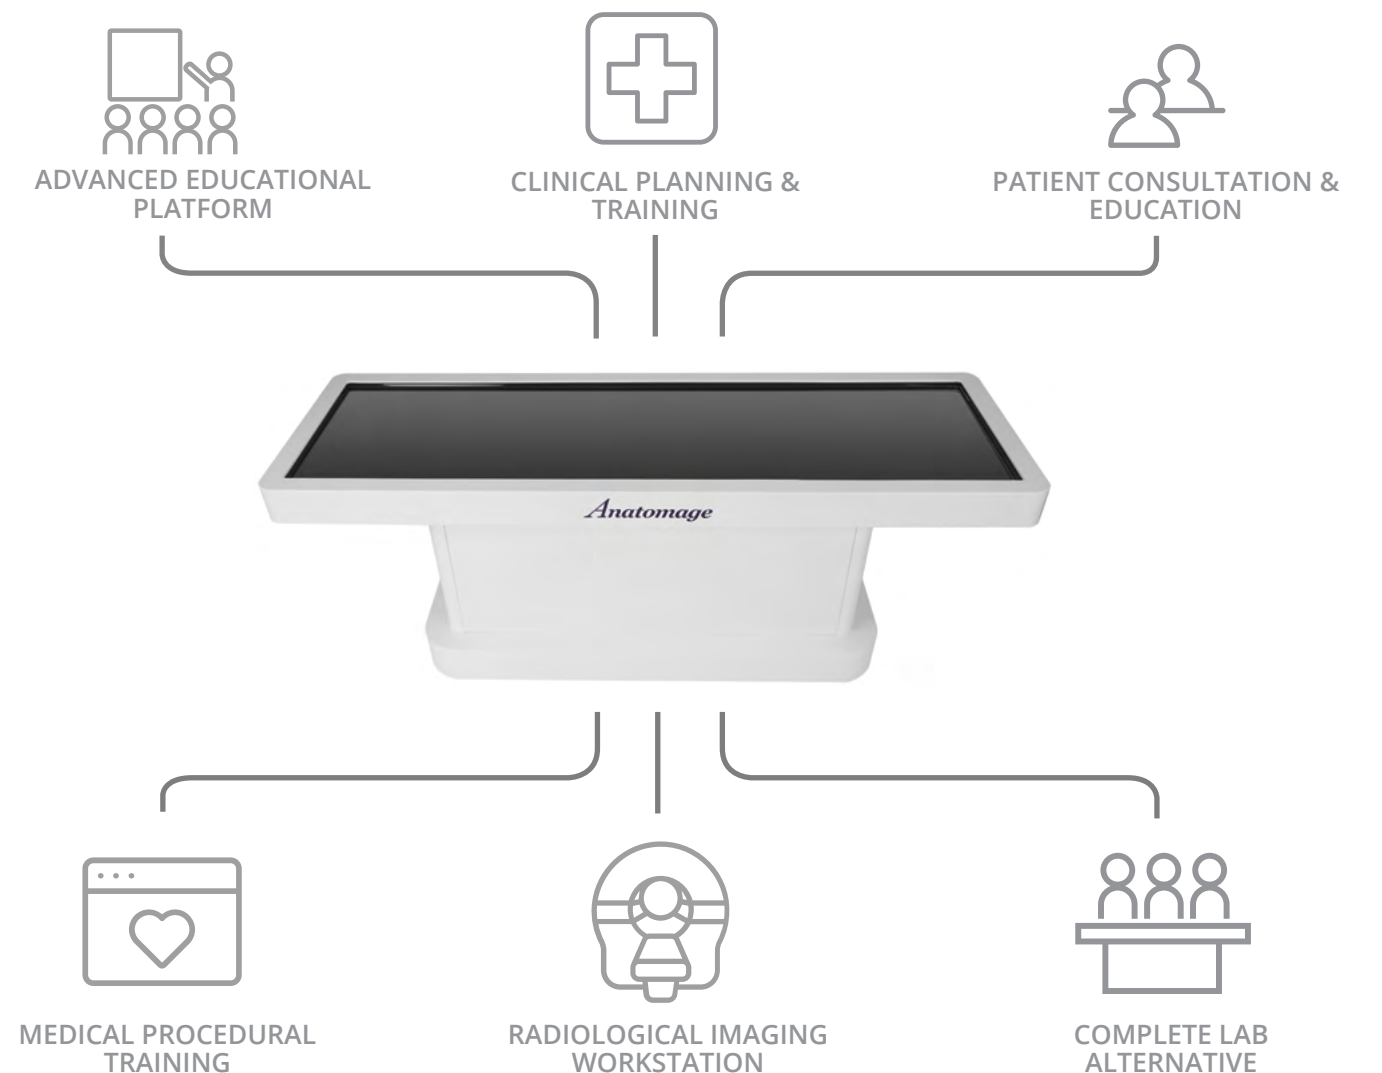 ADVANCED EDUCATIONAL
PLATFORM
CLINICAL PLANNING &
TRAINING
PATIENT CONSULTATION &
EDUCATION
Anatomage
MEDICAL PROCEDURAL
TRAINING
RADIOLOGICAL IMAGING
WORKSTATION
COMPLETE LAB
ALTERNATIVE